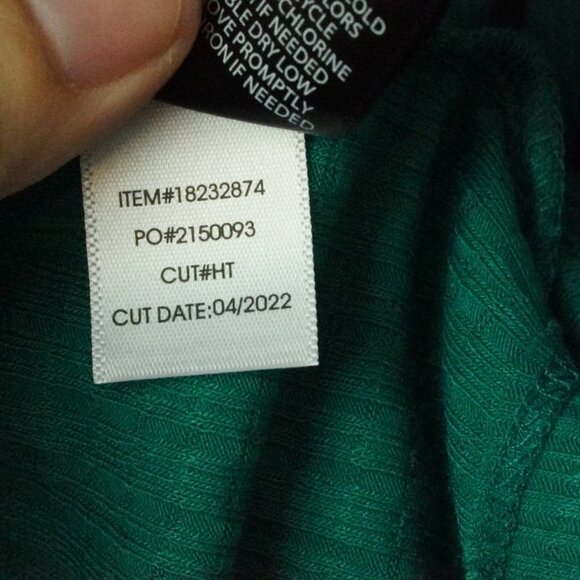 COLD
CYCLE
COLORS
IF NEEDED
CHLORINE
DRY LOW
PROMPTLY
IRON IF NEEDED
ITEM#18232874
PO#2150093
CUT#HT
CUT DATE;04/2022